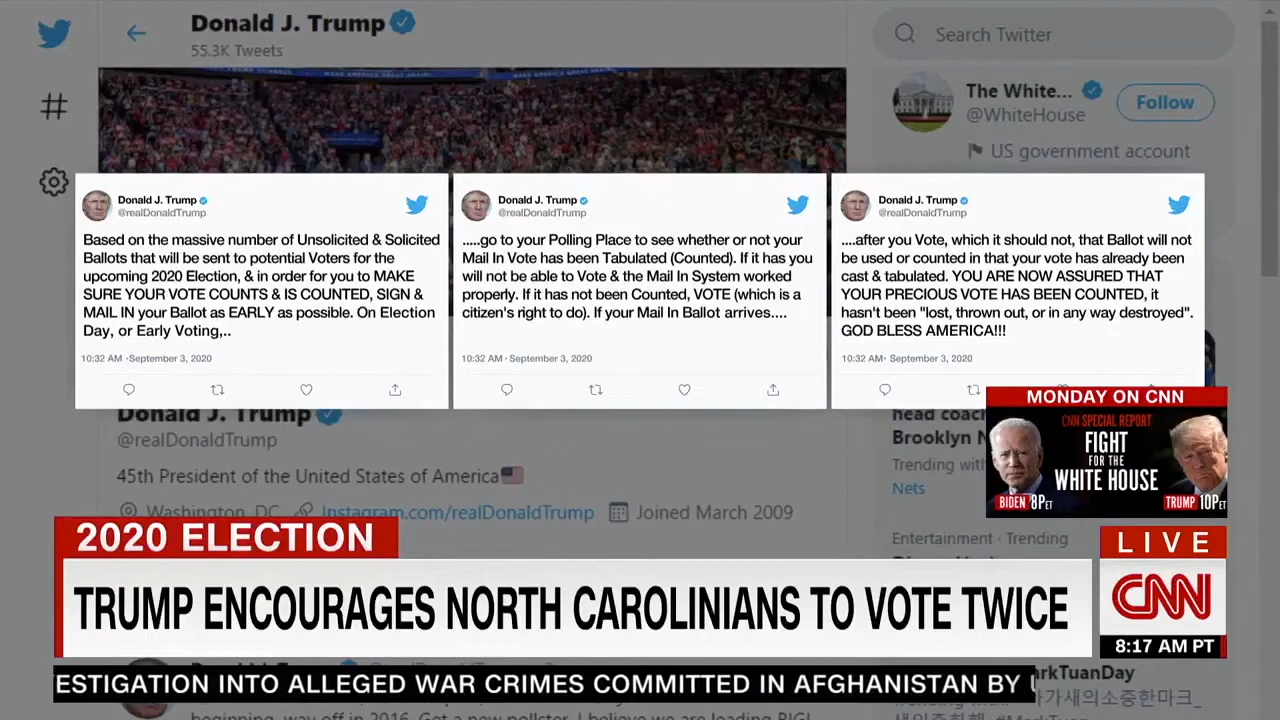 Donald J. Trump
55.3K Tweets
Search Twitter
The White...
@WhiteHouse
Follow
US government account
MAKE AMERICA GREAT AGAIN!
Donald J. Trump
@realDonaldTrump
Based on the massive number of Unsolicited & Solicited
Ballots that will be sent to potential Voters for the
upcoming 2020 Election, & in order for you to MAKE
SURE YOUR VOTE COUNTS & IS COUNTED, SIGN &
MAIL IN your Ballot as EARLY as possible. On Election
Day, or Early Voting,..
10:32 AM · September 3, 2020
Donald J. Trump
@realDonaldTrump
.....go to your Polling Place to see whether or not your
Mail In Vote has been Tabulated (Counted). If it has you
will not be able to Vote & the Mail In System worked
properly. If it has not been Counted, VOTE (which is a
citizen's right to do). If your Mail In Ballot arrives....
10:32 AM · September 3, 2020
Donald J. Trump
@realDonaldTrump
....after you Vote, which it should not, that Ballot will not
be used or counted in that your vote has already been
cast & tabulated. YOU ARE NOW ASSURED THAT
YOUR PRECIOUS VOTE HAS BEEN COUNTED, it
hasn't been "lost, thrown out, or in any way destroyed".
GOD BLESS AMERICA!!!
10:32 AM · September 3, 2020
Donald J. Trump
@realDonaldTrump
45th President of the United States of America
Washington, DC
Instagram.com/realDonaldTrump
Joined March 2009
head coach
Brooklyn N
Trending with
Nets
Entertainment · Trending
MONDAY ON CNN
CNN SPECIAL REPORT
FIGHT
FOR THE
WHITE HOUSE
BIDEN 8PET
TRUMP 10PET
2020 ELECTION
TRUMP ENCOURAGES NORTH CAROLINIANS TO VOTE TWICE
LIVE
CNN
8:17 AM PT
ESTIGATION INTO ALLEGED WAR CRIMES COMMITTED IN AFGHANISTAN BY
arkTuanDay